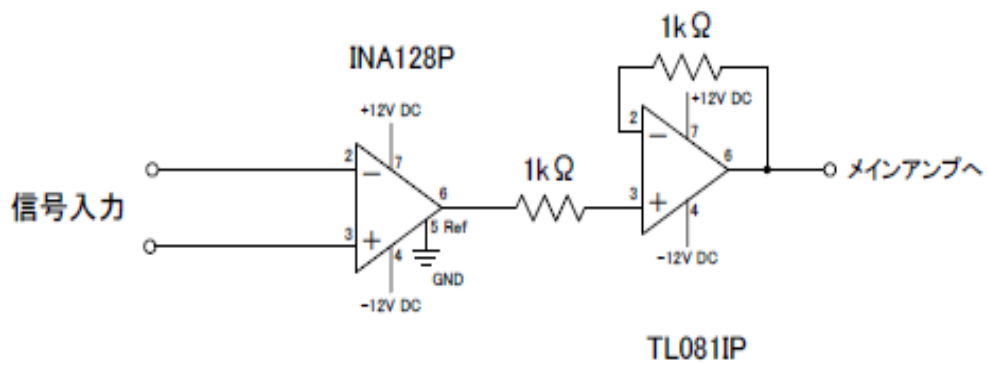 1kΩ
INA128P
+12V DC
+12V DC
2
7
2
7
1kΩ
6
6
メインアンプへ
信号入力
3
5 Ref
3
4
4
GND
-12V DC
-12V DC
TL081IP